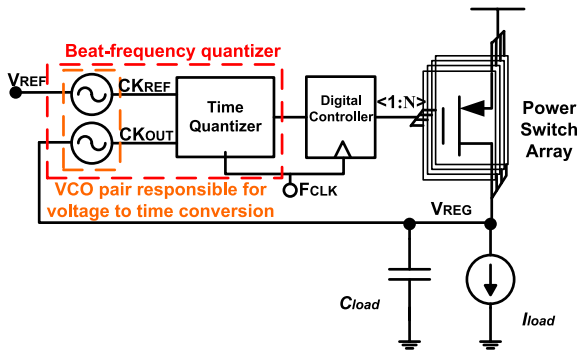 Beat-frequency quantizer
VREF
CKREF
CKOUT
Time
Quantizer
Digital
Controller
<1:N>
Power
Switch
Array
FCLK
VCO pair responsible for
voltage to time conversion
VREG
Cload
Iload